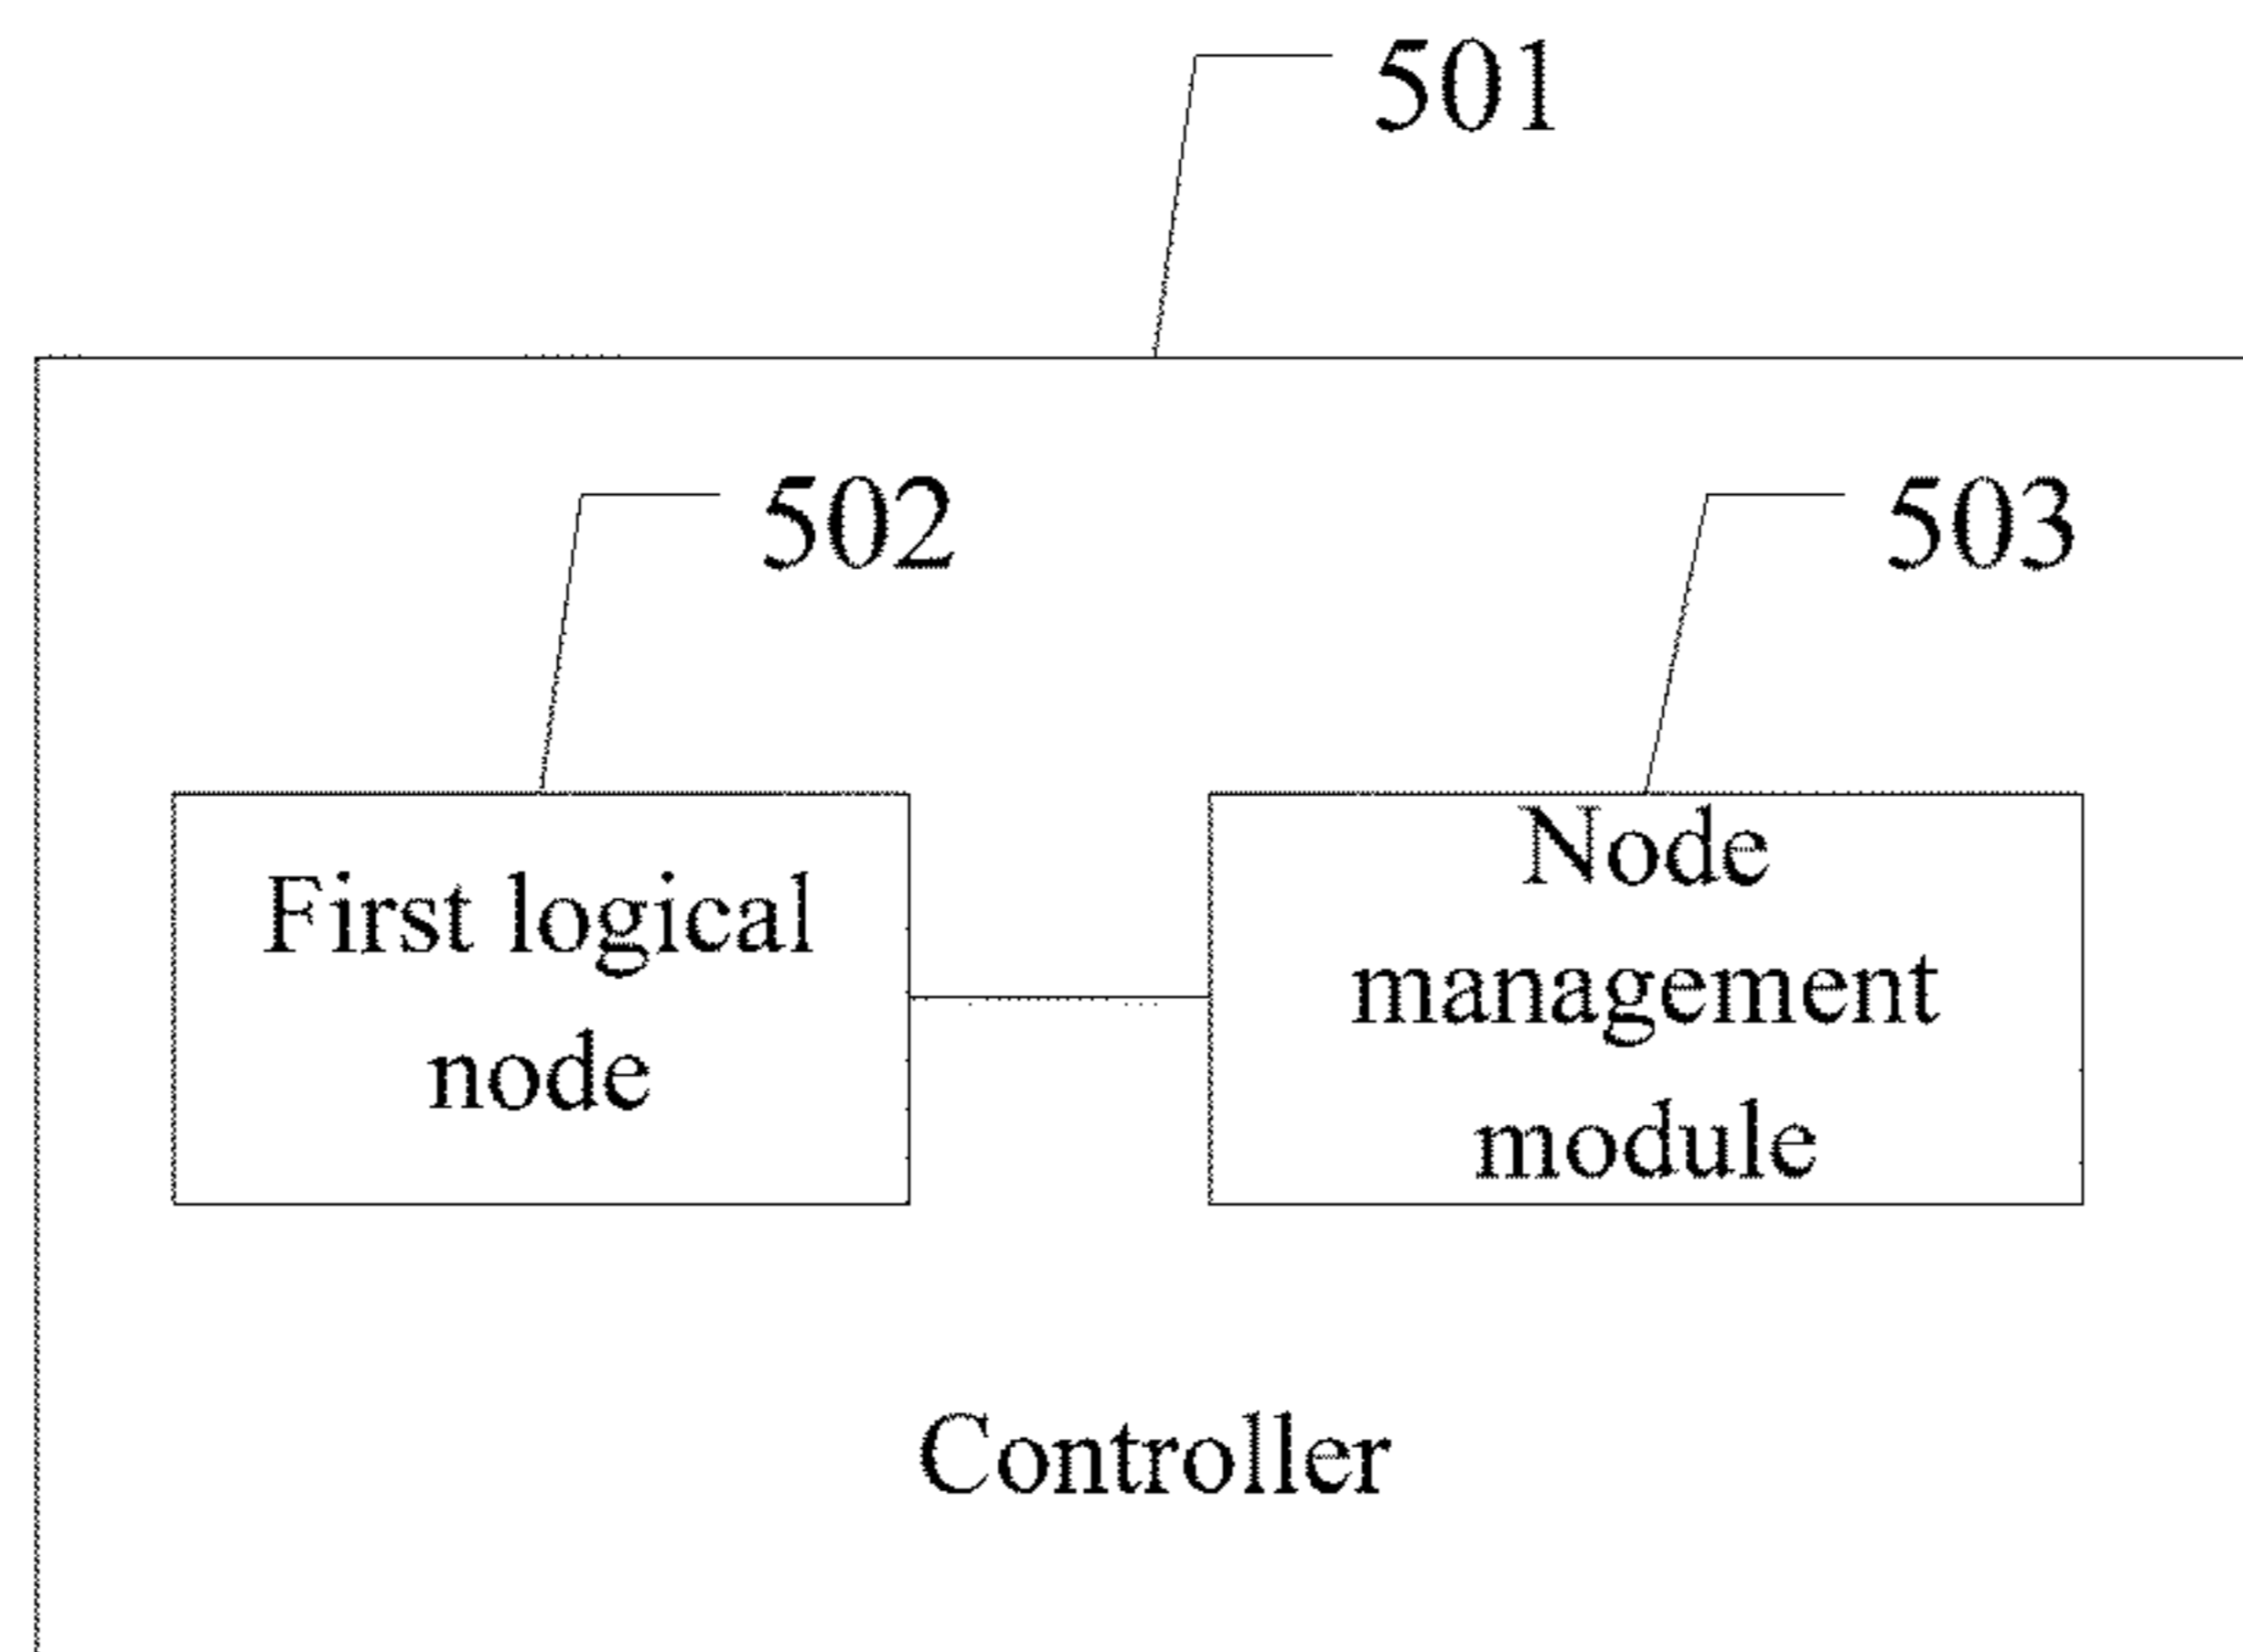 501
502
503
First logical
node
Node
management
module
Controller